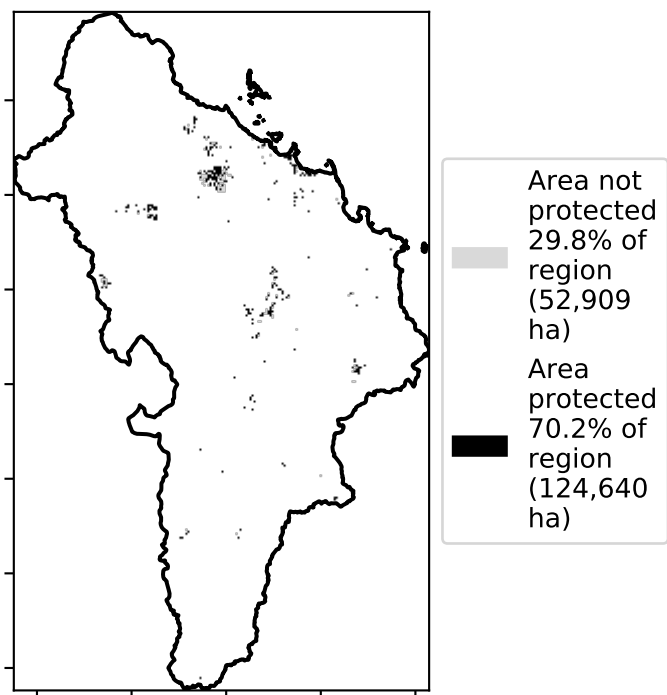 Area not
protected
29.8% of
region
(52,909
ha)
Area
protected
70.2% of
region
(124,640
ha)